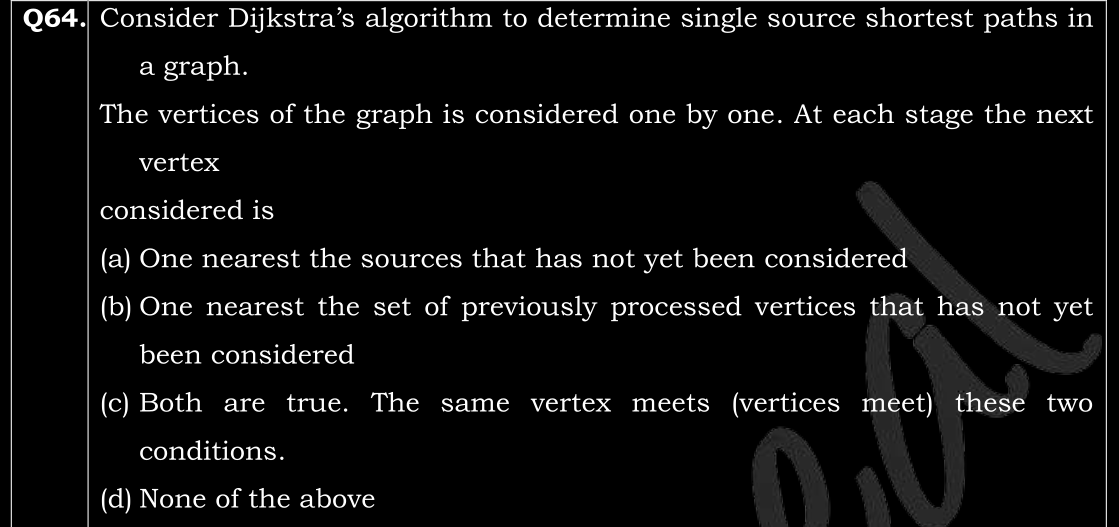 Q64. Consider Dijkstra’s algorithm to determine single source shortest paths in
a graph.
The vertices of the graph is considered one by one. At each stage the next
vertex
considered is
(a) One nearest the sources that has not yet been considered
(b) One nearest the set of previously processed vertices that has not yet
been considered
(c) Both are true. The same vertex meets (vertices meet) these two
conditions.
(d) None of the above